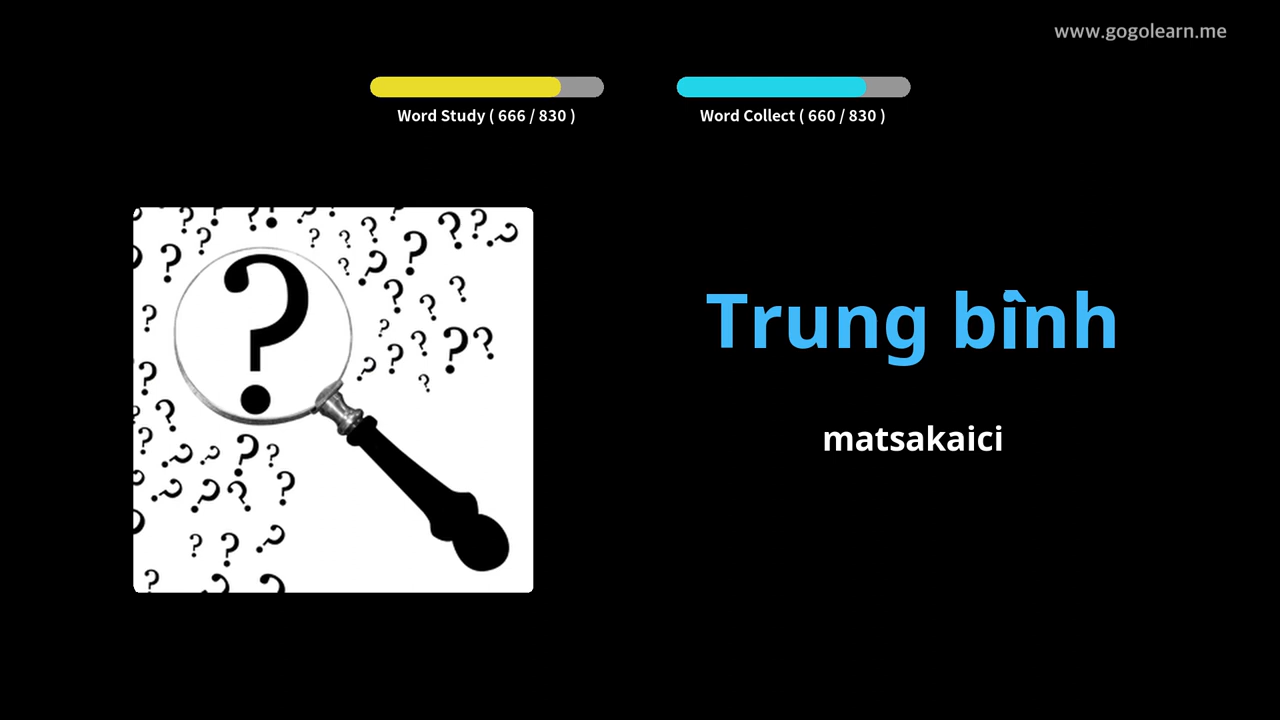 www.gogolearn.me
Word Study ( 666 / 830 )
Word Collect ( 660 / 830 )
Trung bình
matsakaici